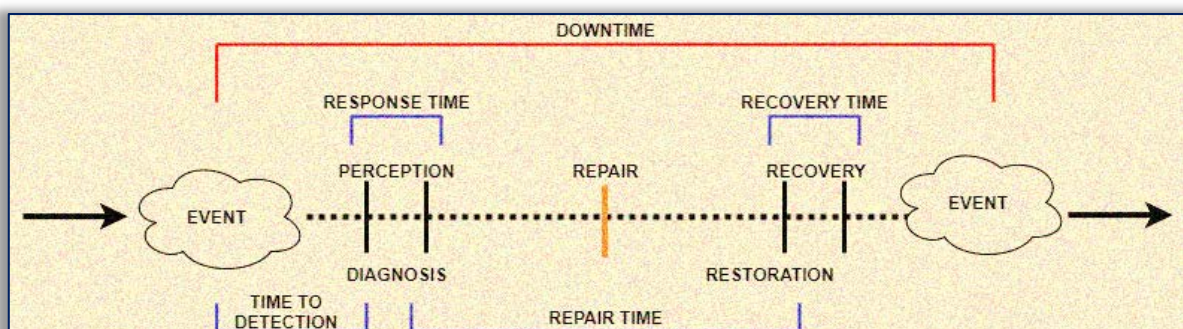 DOWNTIME
RESPONSE TIME
RECOVERY TIME
PERCEPTION
REPAIR
RECOVERY
EVENT
EVENT
DIAGNOSIS
RESTORATION
TIME TO
DETECTION
REPAIR TIME